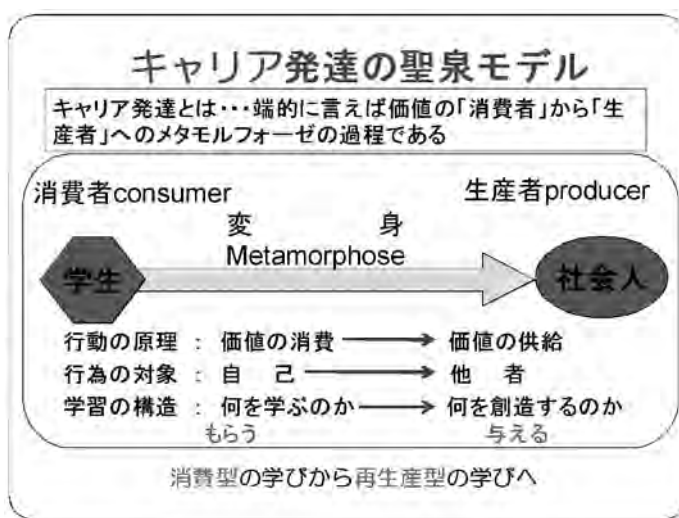 キャリア発達の聖泉モデル
キャリア発達とは・・・端的に言えば価値の「消費者」から「生
産者」へのメタモルフォーゼの過程である
消費者consumer 生産者producer
変 身
Metamorphose
学生 社会人
行動の原理 : 価値の消費 価値の供給
行為の対象 : 自 己 他 者
学習の構造 : 何を学ぶのか 何を創造するのか
もらう 与える
消費型の学びから再生産型の学びへ